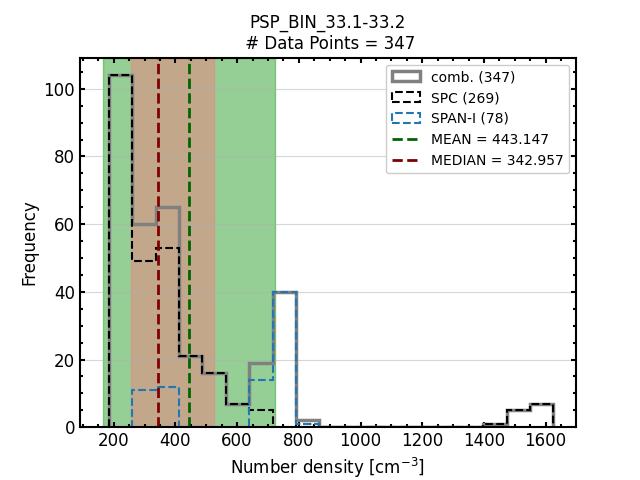 PSP_BIN_33.1-33.2
# Data Points = 347
comb. (347)
SPC (269)
SPAN-I (78)
MEAN = 443.147
MEDIAN = 342.957
Frequency
100
80
60
40
20
0
200 400 600 800 1000 1200 1400 1600
Number density [cm⁻³]